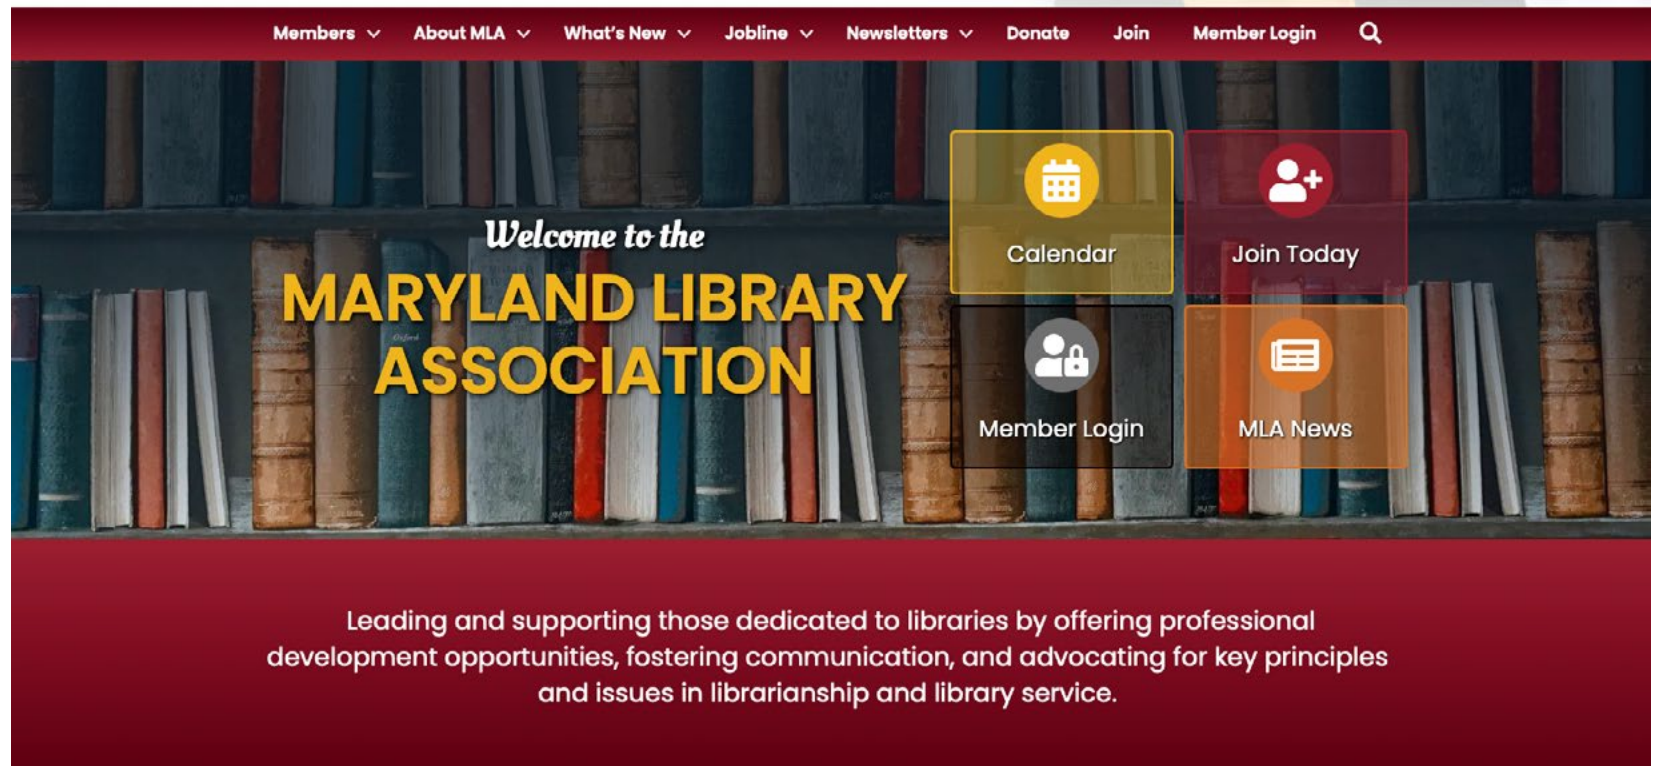 Members About MLA What's New Jobline Newsletters Donate Join Member Login
Welcome to the
MARYLAND LIBRARY
ASSOCIATION
Calendar
Join Today
Member Login
MLA News
Oxford
Leading and supporting those dedicated to libraries by offering professional
development opportunities, fostering communication, and advocating for key principles
and issues in librarianship and library service.